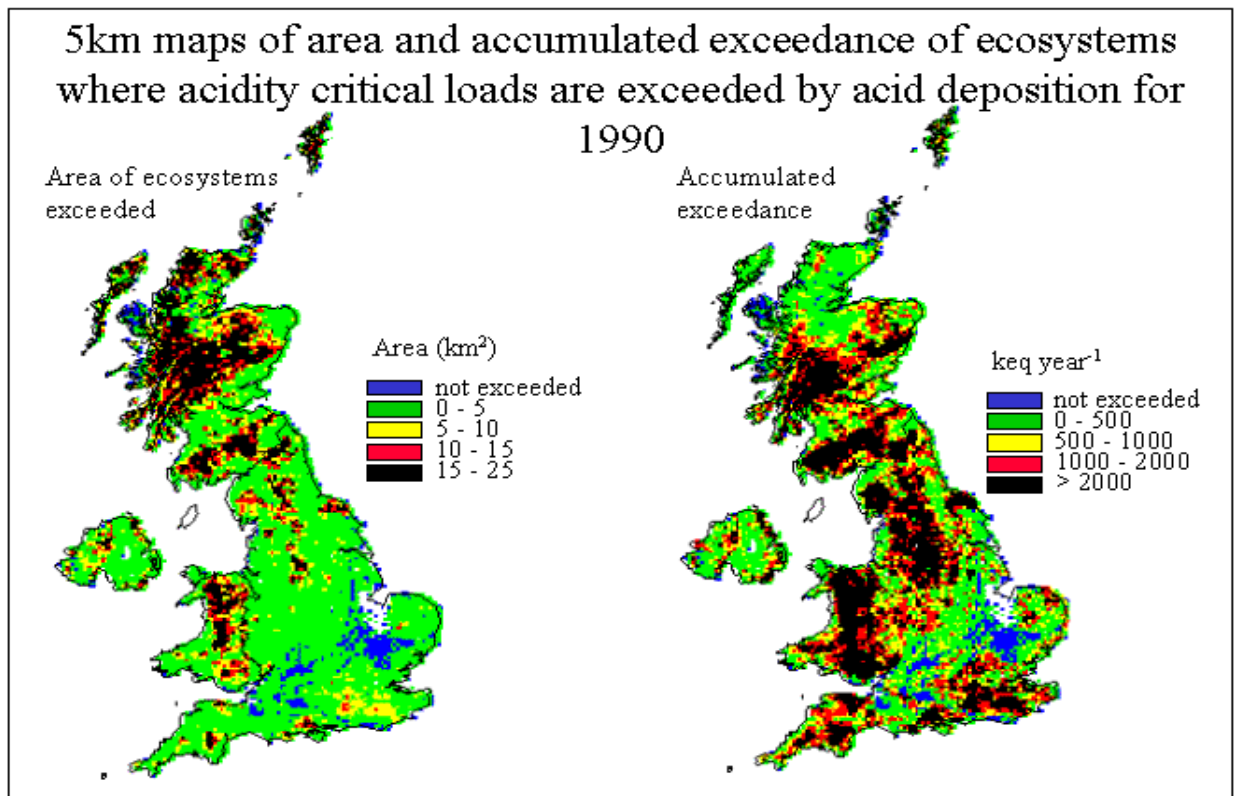 5km maps of area and accumulated exceedance of ecosystems
where acidity critical loads are exceeded by acid deposition for
1990
Area of ecosystems
exceeded
Area (km²)
not exceeded
0 - 5
5 - 10
10 - 15
15 - 25
Accumulated
exceedance
keq year⁻¹
not exceeded
0 - 500
500 - 1000
1000 - 2000
> 2000